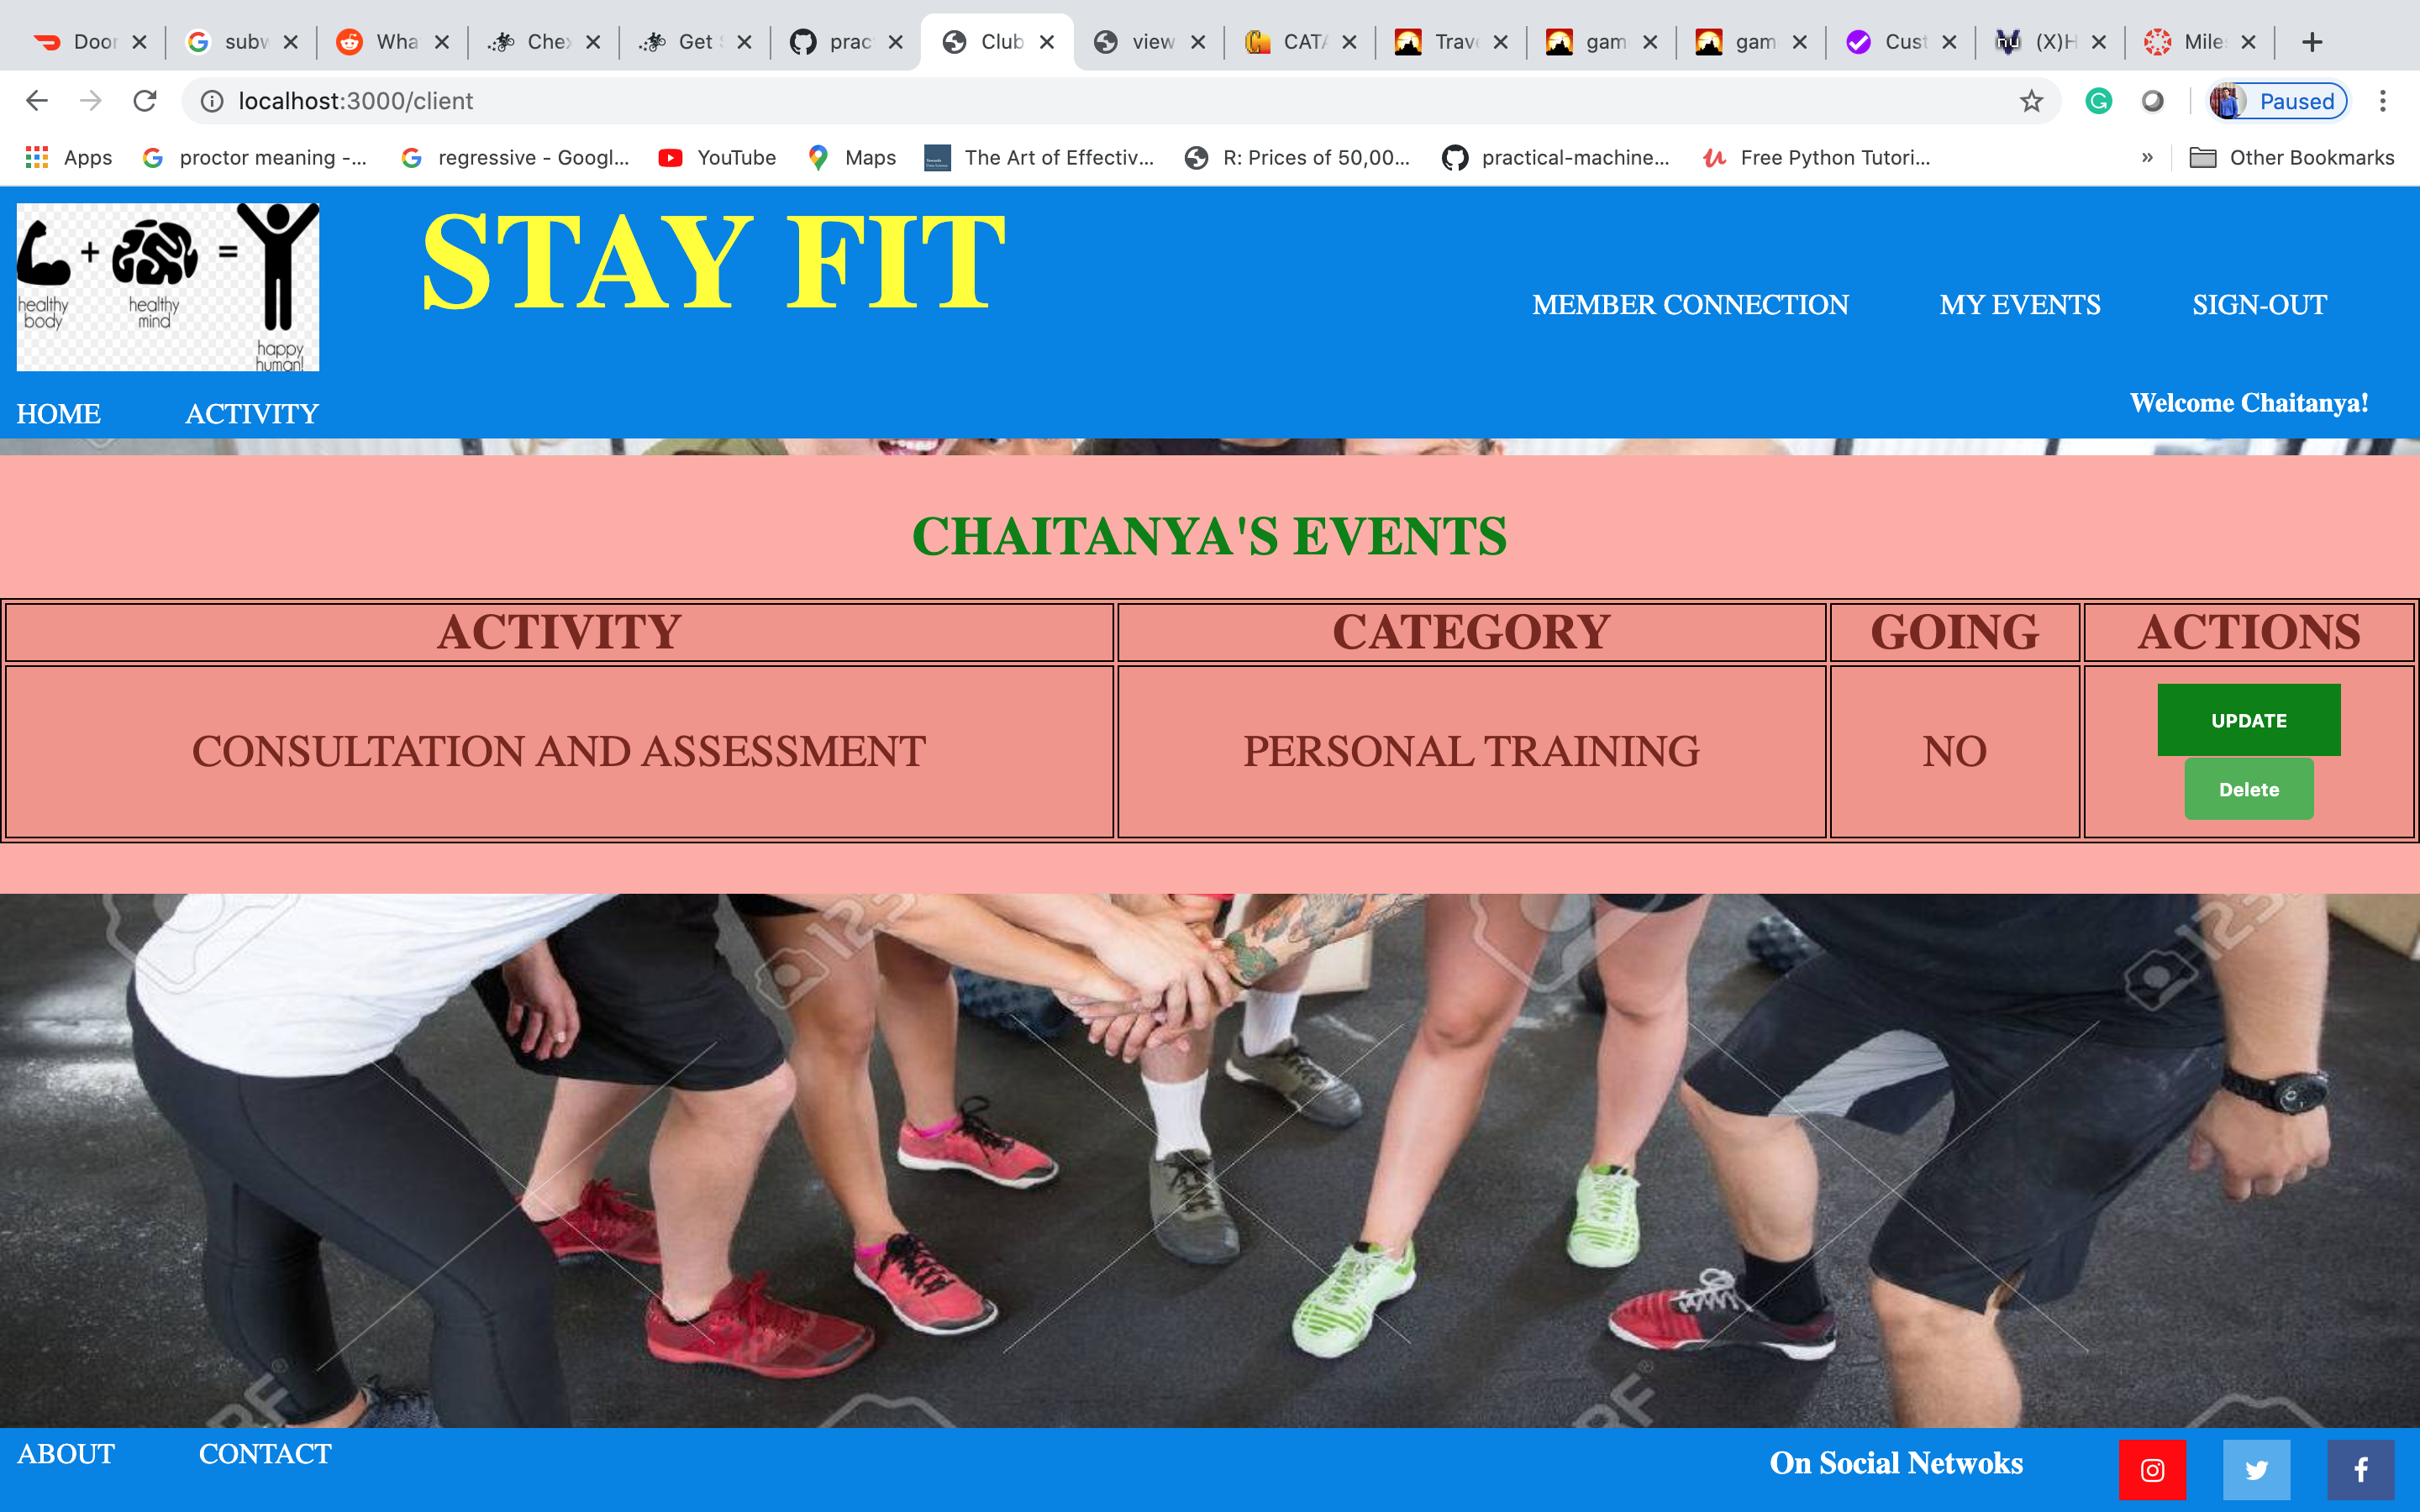 Door
subw
Wha
Che
Get
prac
Club
view
CATA
Trav
gam
gam
Cust
(X)H
Mile
localhost:3000/client
Paused
Apps
proctor meaning -...
regressive - Googl...
YouTube
Maps
The Art of Effectiv...
R: Prices of 50,00...
practical-machine...
Free Python Tutori...
»
Other Bookmarks
+ =
healthy body
healthy mind
happy human!
STAY FIT
MEMBER CONNECTION
MY EVENTS
SIGN-OUT
HOME
ACTIVITY
Welcome Chaitanya!
CHAITANYA'S EVENTS
ACTIVITY
CATEGORY
GOING
ACTIONS
CONSULTATION AND ASSESSMENT
PERSONAL TRAINING
NO
UPDATE
Delete
ABOUT
CONTACT
On Social Netwoks